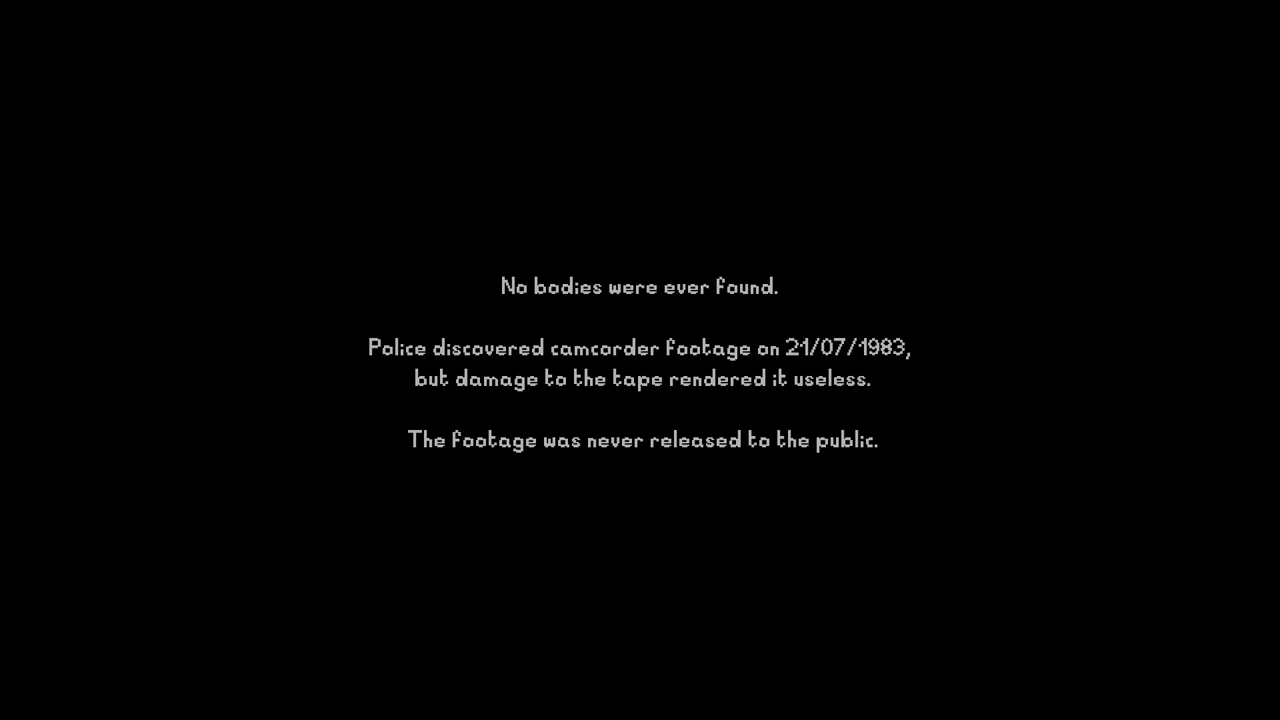 No bodies were ever found.
Police discovered camcorder footage on 21/07/1983,
but damage to the tape rendered it useless.
The footage was never released to the public.